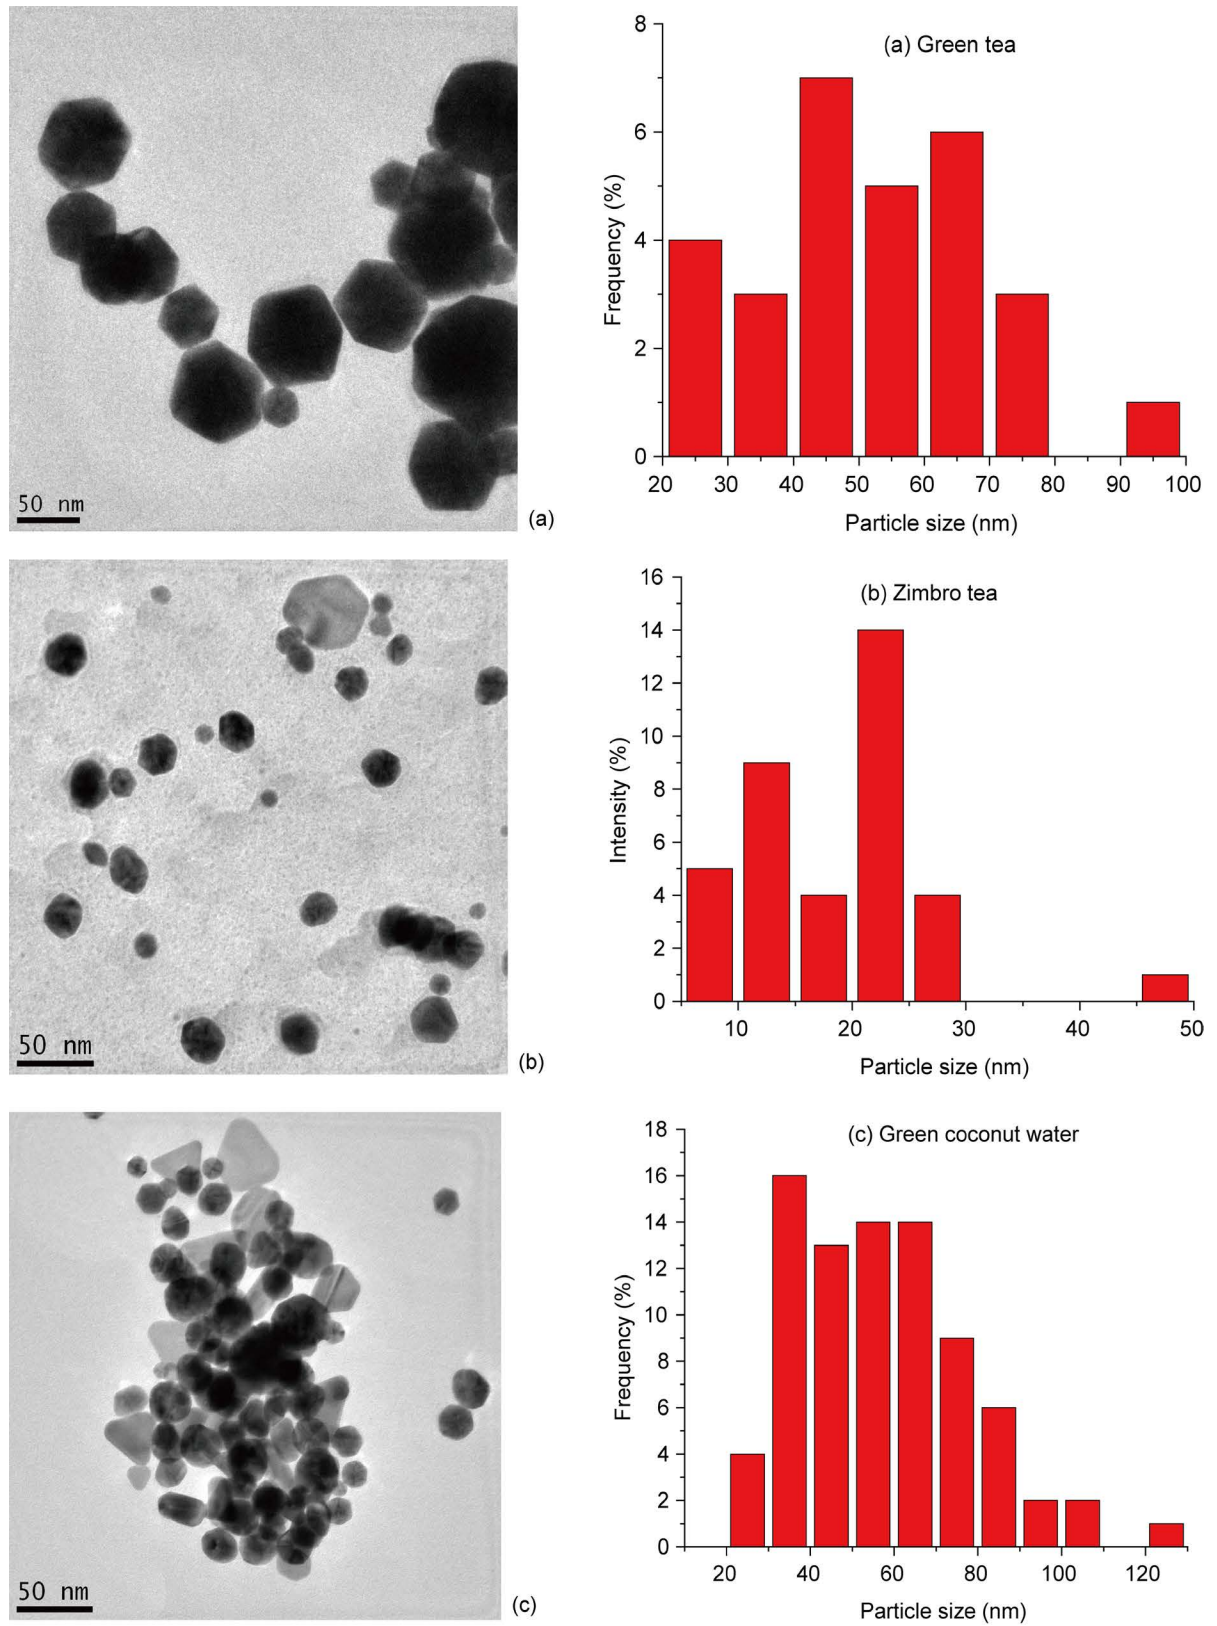 50 nm
(a)
(a) Green tea
8
6
4
2
0
Frequency (%)
20 30 40 50 60 70 80 90 100
Particle size (nm)
50 nm
(b)
(b) Zimbro tea
16
14
12
10
8
6
4
2
0
Intensity (%)
10 20 30 40 50
Particle size (nm)
50 nm
(c)
(c) Green coconut water
18
16
14
12
10
8
6
4
2
0
Frequency (%)
20 40 60 80 100 120
Particle size (nm)